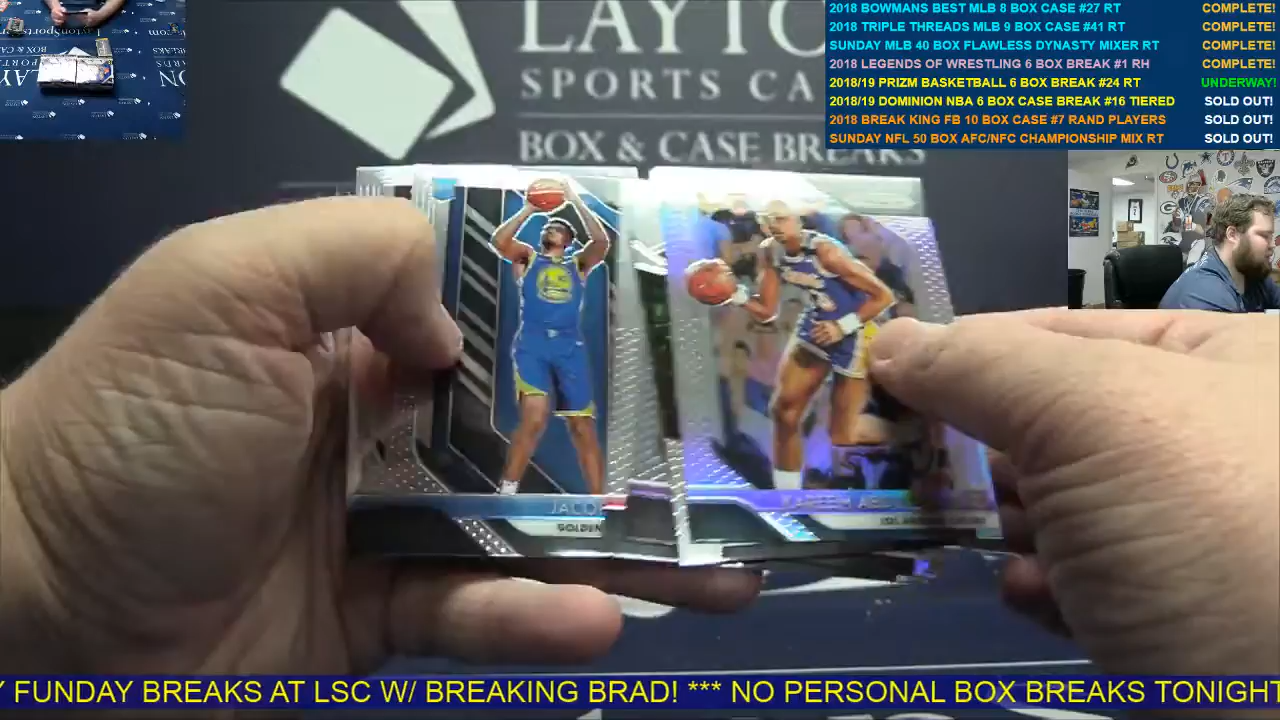 LAYTO
SPORTS CA
BOX & CASE BREAKS
2018 BOWMANS BEST MLB 8 BOX CASE #27 RT COMPLETE!
2018 TRIPLE THREADS MLB 9 BOX CASE #41 RT COMPLETE!
SUNDAY MLB 40 BOX FLAWLESS DYNASTY MIXER RT COMPLETE!
2018 LEGENDS OF WRESTLING 6 BOX BREAK #1 RH COMPLETE!
2018/19 PRIZM BASKETBALL 6 BOX BREAK #24 RT UNDERWAY!
2018/19 DOMINION NBA 6 BOX CASE BREAK #16 TIERED SOLD OUT!
2018 BREAK KING FB 10 BOX CASE #7 RAND PLAYERS SOLD OUT!
SUNDAY NFL 50 BOX AFC/NFC CHAMPIONSHIP MIX RT SOLD OUT!
JACO
GOLDEN
KAREEM AB
Y FUNDAY BREAKS AT LSC W/ BREAKING BRAD! *** NO PERSONAL BOX BREAKS TONIGHT